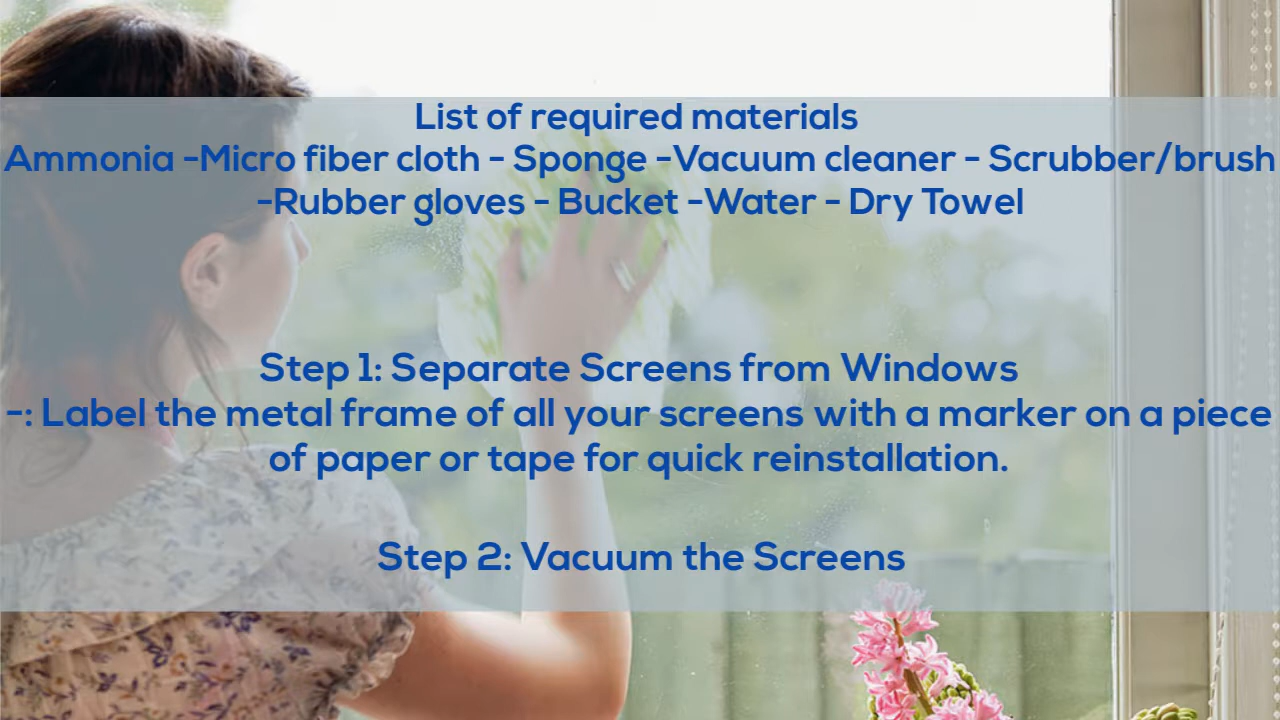 List of required materials
Ammonia -Micro fiber cloth - Sponge -Vacuum cleaner - Scrubber/brush
-Rubber gloves - Bucket -Water - Dry Towel
Step 1: Separate Screens from Windows
-: Label the metal frame of all your screens with a marker on a piece
of paper or tape for quick reinstallation.
Step 2: Vacuum the Screens